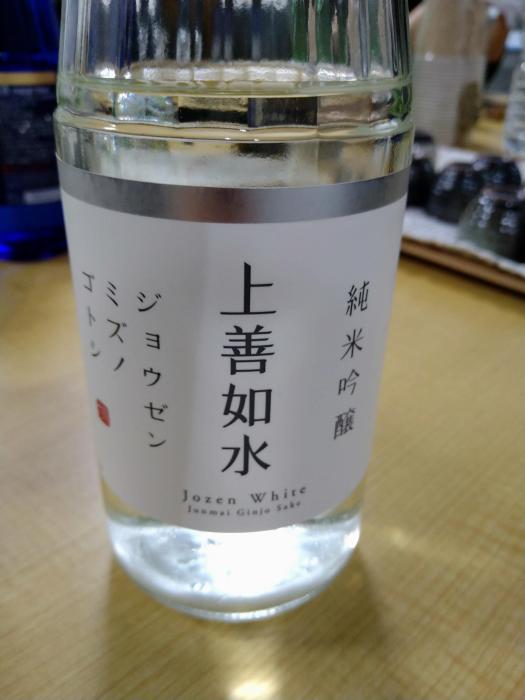 純米吟醸
上善如水
ジョウゼン
ミズノ
ゴトシ
Jozen White
Junmai Ginjo Sake